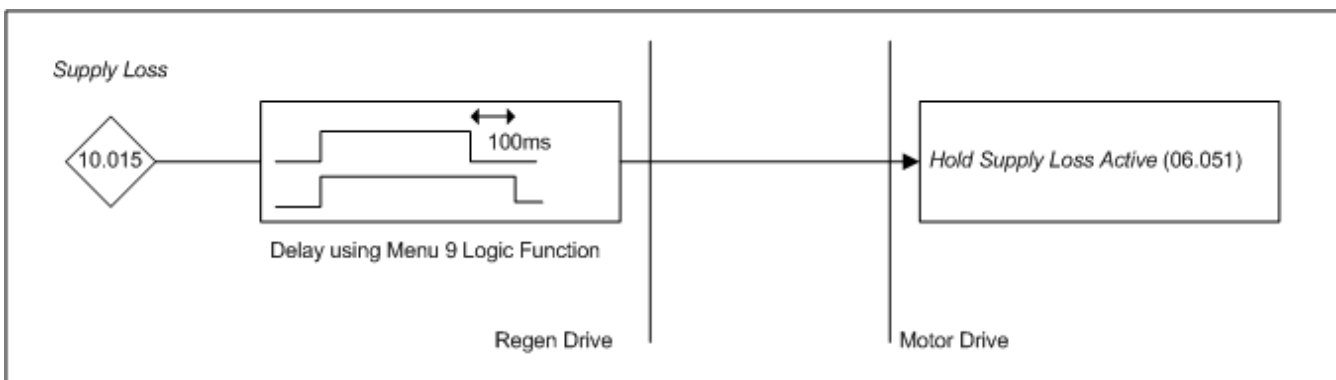 Supply Loss
10.015
100ms
Hold Supply Loss Active (06.051)
Delay using Menu 9 Logic Function
Regen Drive
Motor Drive